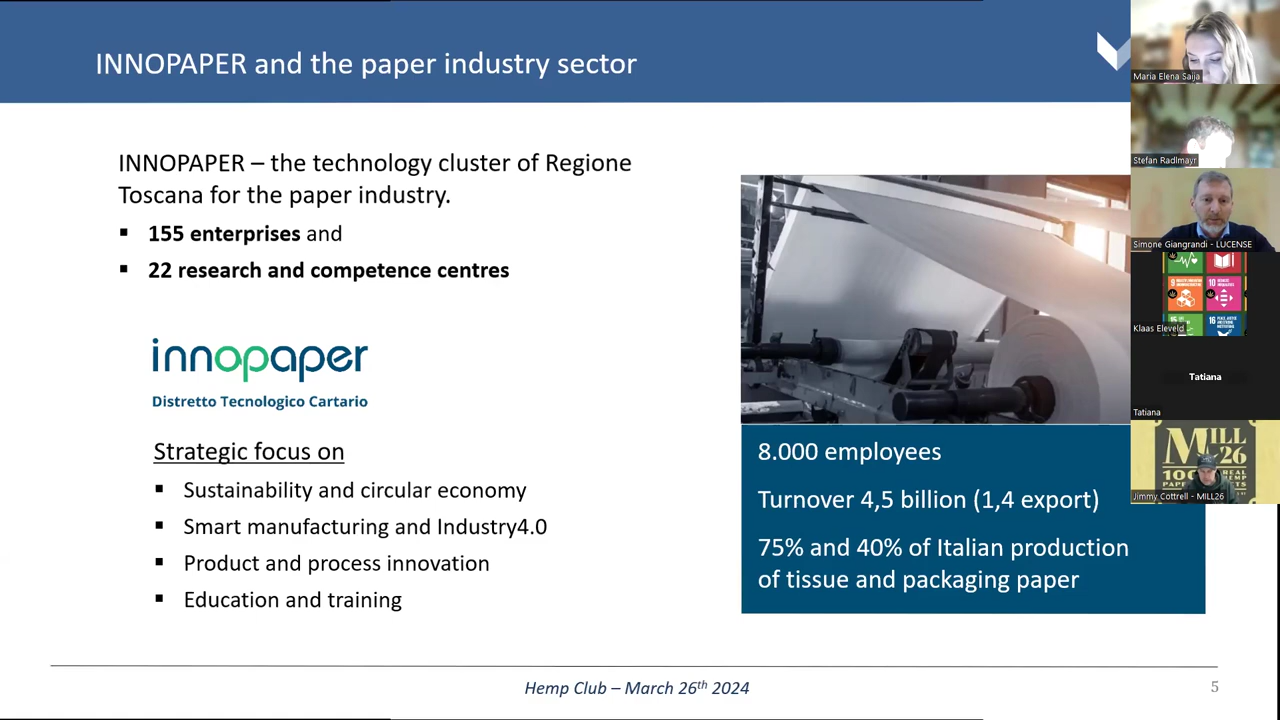 INNOPAPER and the paper industry sector
INNOPAPER – the technology cluster of Regione
Toscana for the paper industry.
▪ 155 enterprises and
▪ 22 research and competence centres
innopaper
Distretto Tecnologico Cartario
Strategic focus on
▪ Sustainability and circular economy
▪ Smart manufacturing and Industry4.0
▪ Product and process innovation
▪ Education and training
8.000 employees
Turnover 4,5 billion (1,4 export)
75% and 40% of Italian production
of tissue and packaging paper
Hemp Club – March 26th 2024
5
Maria Elena Saija
Stefan Radlmayr
Simone Giangrandi - LUCENSE
9
10
16
Klaas Eleveld
Tatiana
Tatiana
MILL
26
Jimmy Cottrell - MILL26